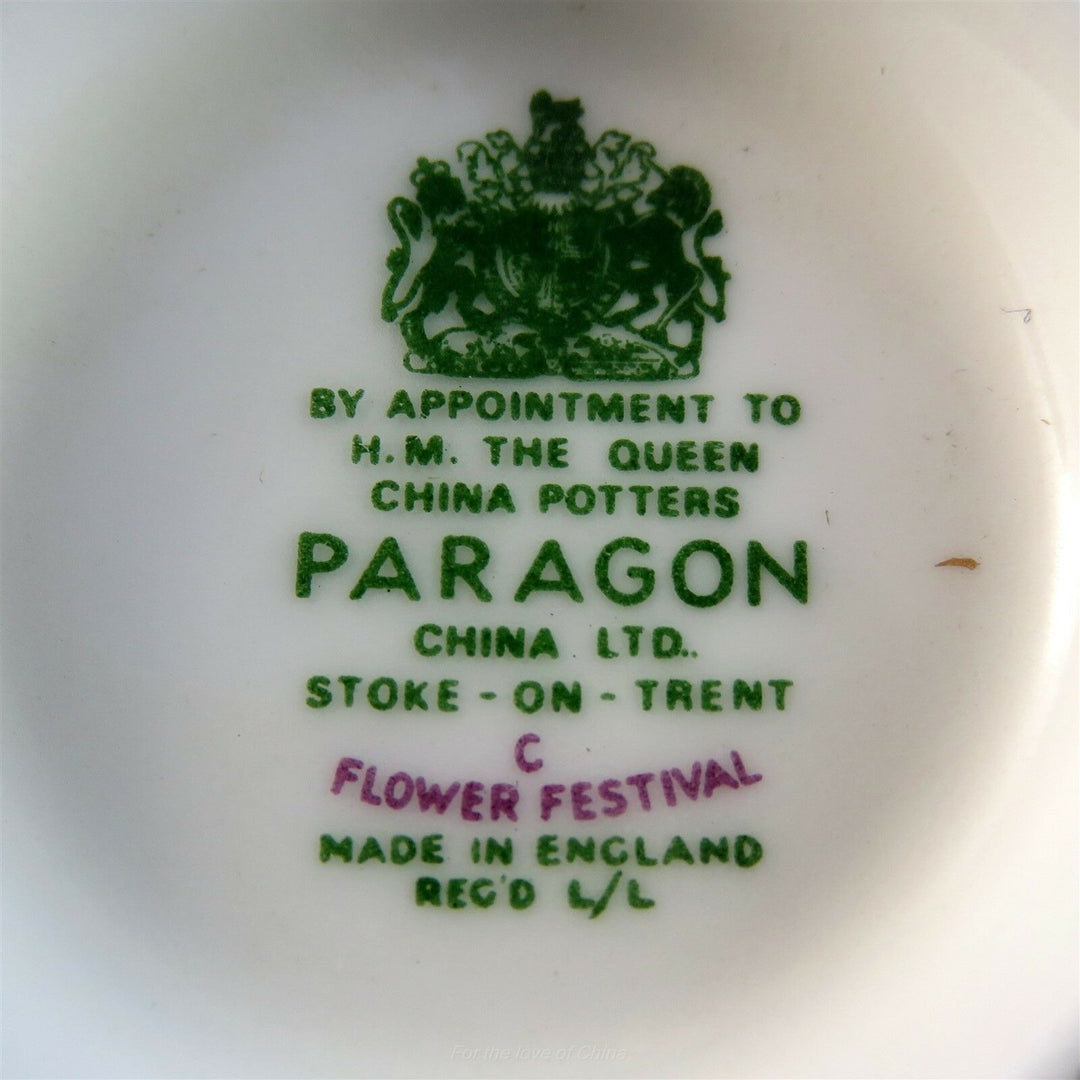 BY APPOINTMENT TO
H.M. THE QUEEN
CHINA POTTERS
PARAGON
CHINA LTD..
STOKE - ON - TRENT
C
FLOWER FESTIVAL
MADE IN ENGLAND
REG'D L/L
For the love of China